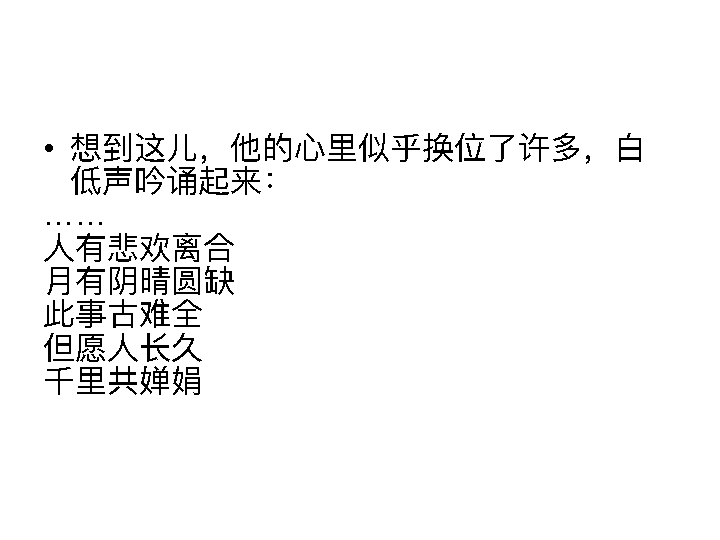 • 想到这儿，他的心里似乎换位了许多，白
低声吟诵起来：
……
人有悲欢离合
月有阴晴圆缺
此事古难全
但愿人长久
千里共婵娟